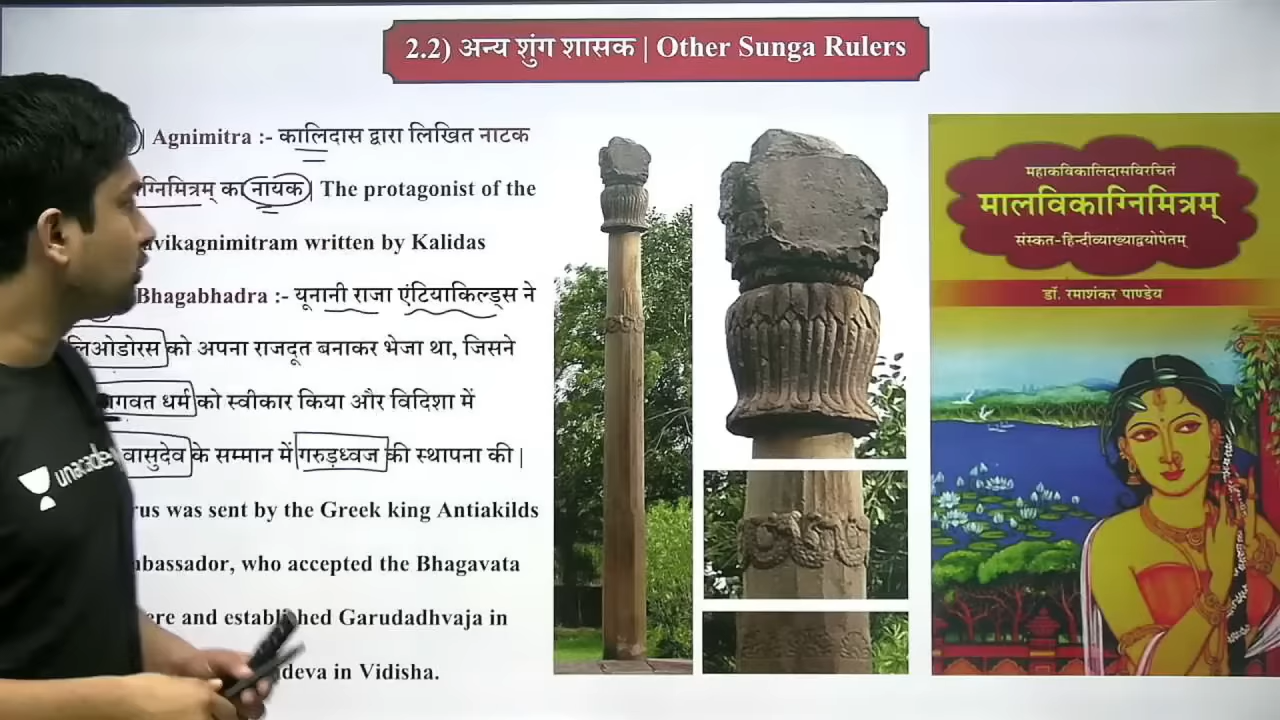 2.2) अन्य शुंग शासक | Other Sunga Rulers
| Agnimitra :- कालिदास द्वारा लिखित नाटक
ग्निमित्रम् का नायक | The protagonist of the
avikagnimitram written by Kalidas
Bhagabhadra :- यूनानी राजा एंटियाकिल्ड्स ने
लिओडोरस को अपना राजदूत बनाकर भेजा था, जिसने
गवत धर्म को स्वीकार किया और विदिशा में
वासुदेव के सम्मान में गरुड़ध्वज की स्थापना की |
rus was sent by the Greek king Antiakilds
bassador, who accepted the Bhagavata
ere and established Garudadhvaja in
deva in Vidisha.
महाकविकालिदासविरचितं
मालविकाग्निमित्रम्
संस्कत-हिन्दीव्याख्याद्वयोपेतम्
डॉ. रमाशंकर पाण्डेय
unacade